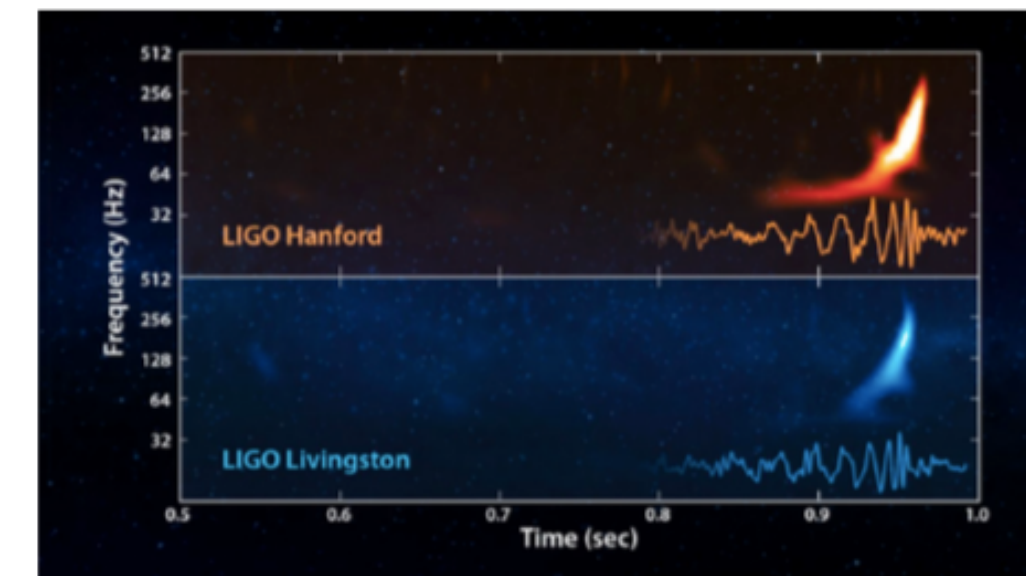 512
256
128
64
32
LIGO Hanford
512
256
128
64
32
LIGO Livingston
0.5 0.6 0.7 0.8 0.9 1.0
Time (sec)
Frequency (Hz)